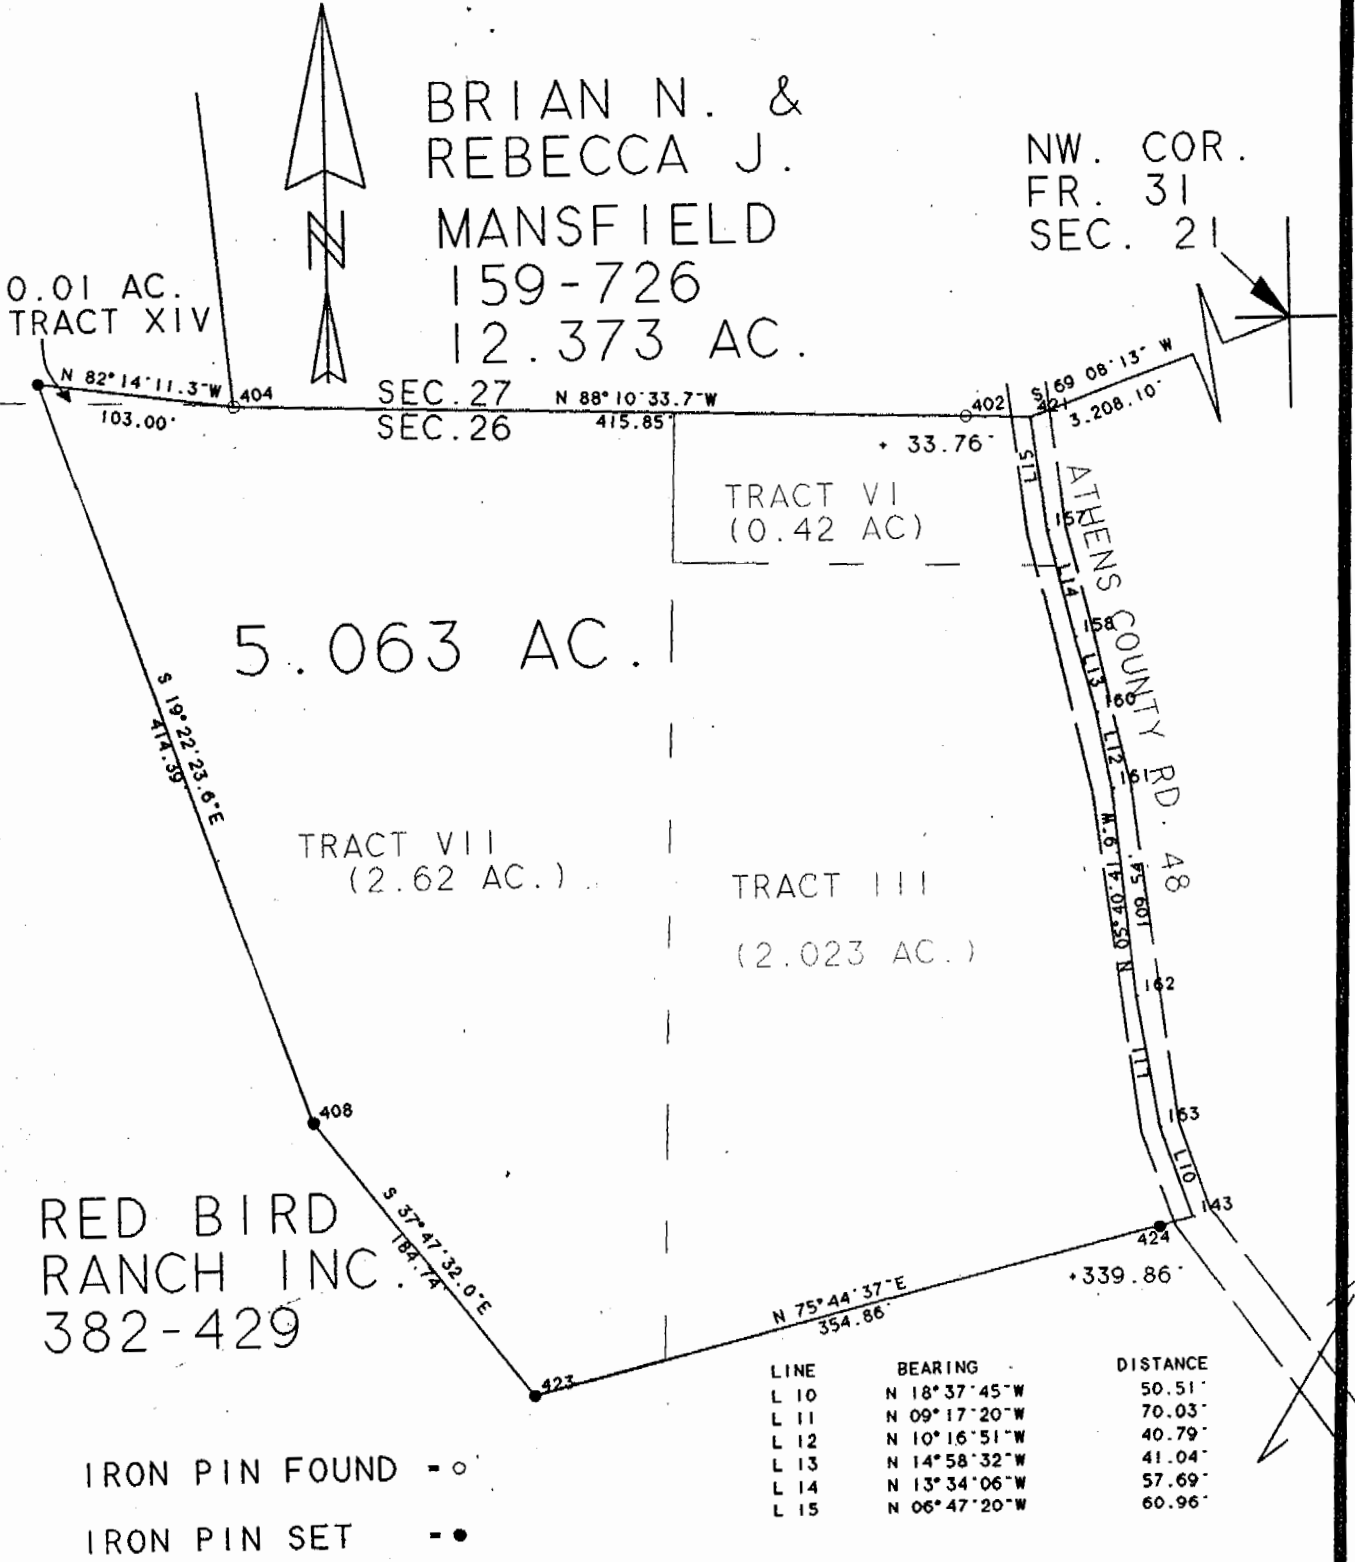 BRIAN N. &
REBECCA J.
MANSFIELD
159-726
12.373 AC.
NW. COR.
FR. 31
SEC. 21
N
0.01 AC.
TRACT XIV
N 82°14'11.3"W
103.00'
404
SEC.27
SEC.26
N 88°10'33.7"W
415.85'
402
+ 33.76'
421
S 69 08'13" W
3,208.10'
L15
157
ATHENS COUNTY RD. 48
TRACT VI
(0.42 AC)
L14
158
5.063 AC.
L13
160
L12
161
S 19°22'23.6"E
414.39'
TRACT VII
(2.62 AC.)
TRACT III
(2.023 AC.)
N 05°40'14.9"W
109.54
162
L11
163
408
L10
143
424
+339.86'
RED BIRD
RANCH INC.
382-429
S 37°47'32.0"E
184.74'
N 75°44'37"E
354.86'
423
LINE BEARING DISTANCE
L 10 N 18°37'45"W 50.51'
L 11 N 09°17'20"W 70.03'
L 12 N 10°16'51"W 40.79'
L 13 N 14°58'32"W 41.04'
L 14 N 13°34'06"W 57.69'
L 15 N 06°47'20"W 60.96'
IRON PIN FOUND - ○
IRON PIN SET - ●